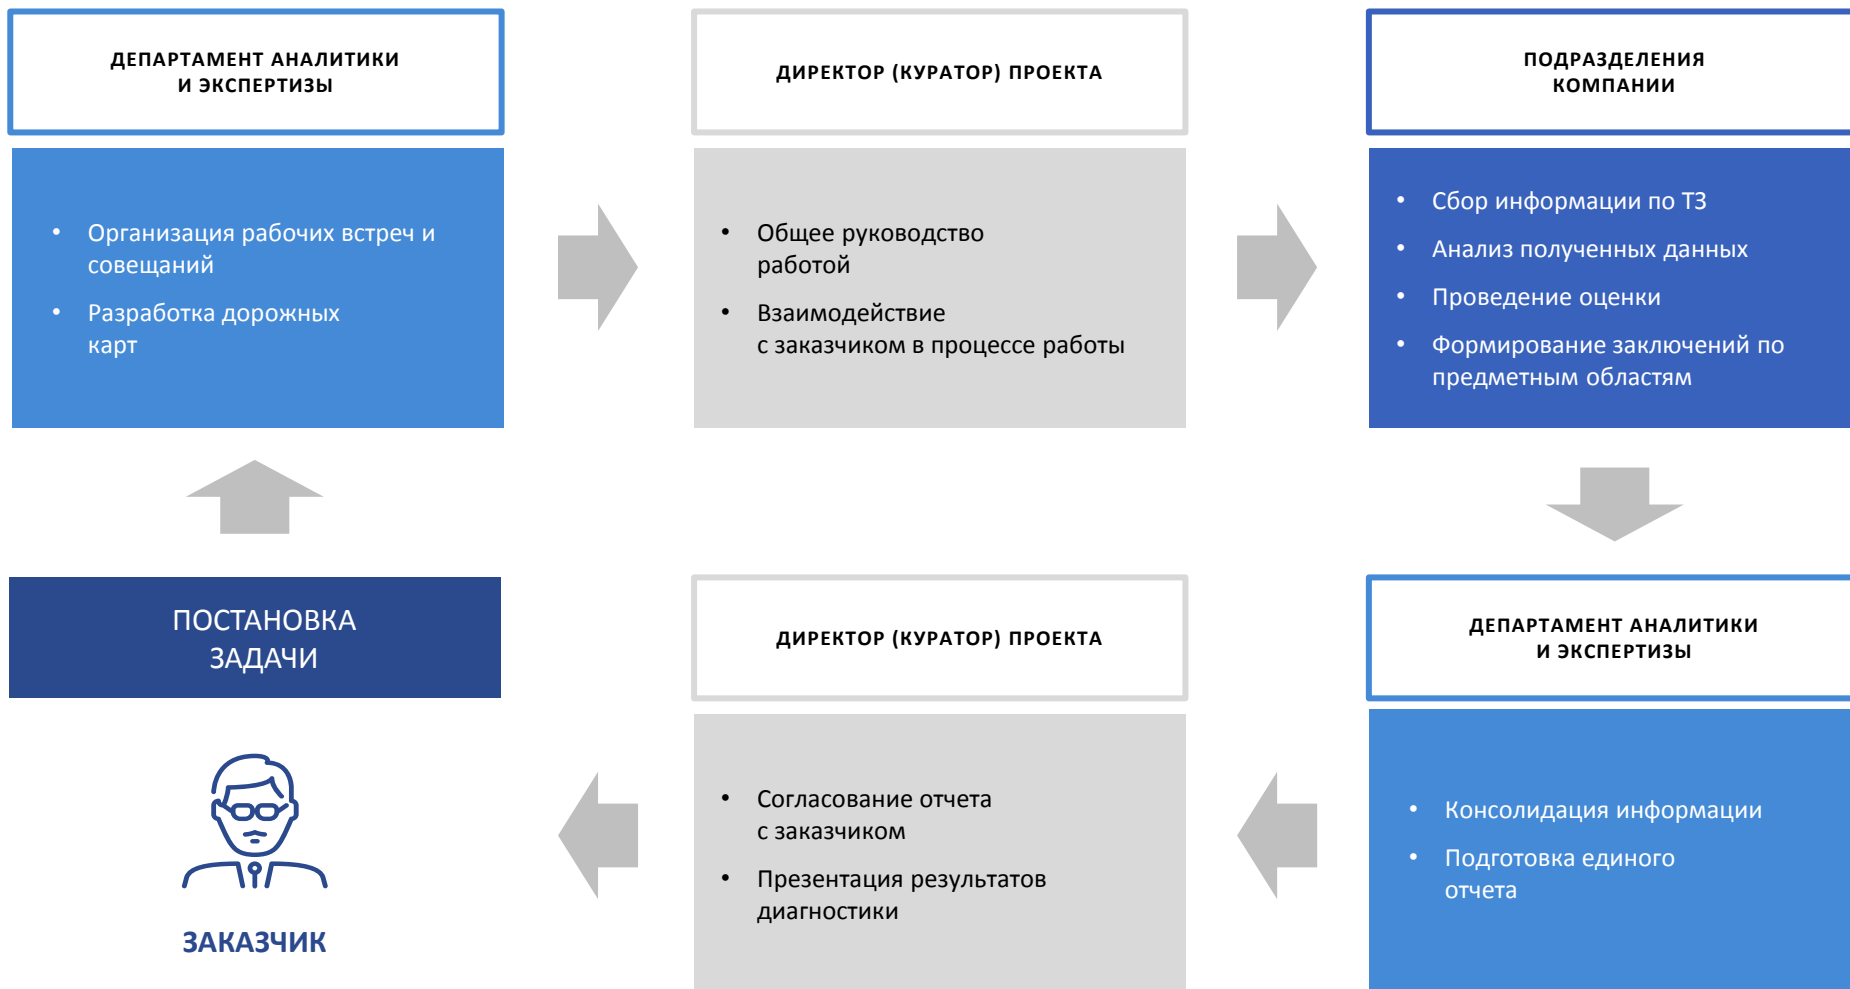 ДЕПАРТАМЕНТ АНАЛИТИКИ
И ЭКСПЕРТИЗЫ
• Организация рабочих встреч и
совещаний
• Разработка дорожных
карт
ДИРЕКТОР (КУРАТОР) ПРОЕКТА
• Общее руководство
работой
• Взаимодействие
с заказчиком в процессе работы
ПОДРАЗДЕЛЕНИЯ
КОМПАНИИ
• Сбор информации по ТЗ
• Анализ полученных данных
• Проведение оценки
• Формирование заключений по
предметным областям
ДЕПАРТАМЕНТ АНАЛИТИКИ
И ЭКСПЕРТИЗЫ
• Консолидация информации
• Подготовка единого
отчета
ДИРЕКТОР (КУРАТОР) ПРОЕКТА
• Согласование отчета
с заказчиком
• Презентация результатов
диагностики
ПОСТАНОВКА
ЗАДАЧИ
ЗАКАЗЧИК